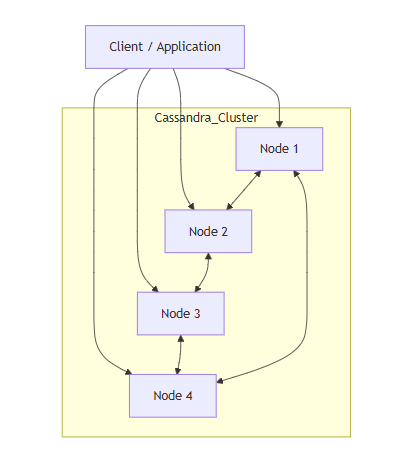 Client / Application
Cassandra_Cluster
Node 1
Node 2
Node 3
Node 4